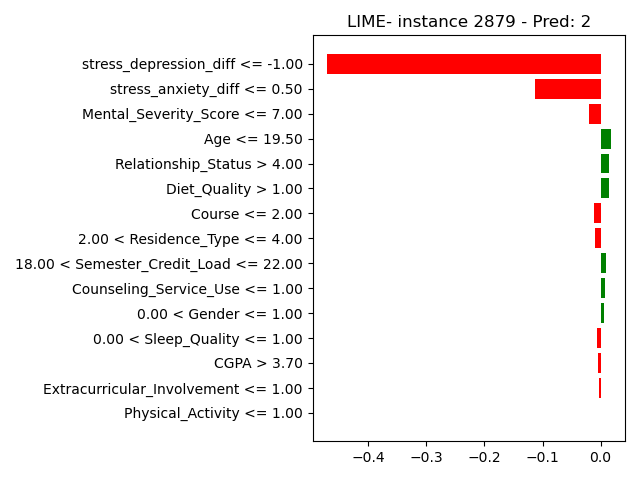 LIME- instance 2879 - Pred: 2
stress_depression_diff <= -1.00
stress_anxiety_diff <= 0.50
Mental_Severity_Score <= 7.00
Age <= 19.50
Relationship_Status > 4.00
Diet_Quality > 1.00
Course <= 2.00
2.00 < Residence_Type <= 4.00
18.00 < Semester_Credit_Load <= 22.00
Counseling_Service_Use <= 1.00
0.00 < Gender <= 1.00
0.00 < Sleep_Quality <= 1.00
CGPA > 3.70
Extracurricular_Involvement <= 1.00
Physical_Activity <= 1.00
−0.4 −0.3 −0.2 −0.1 0.0